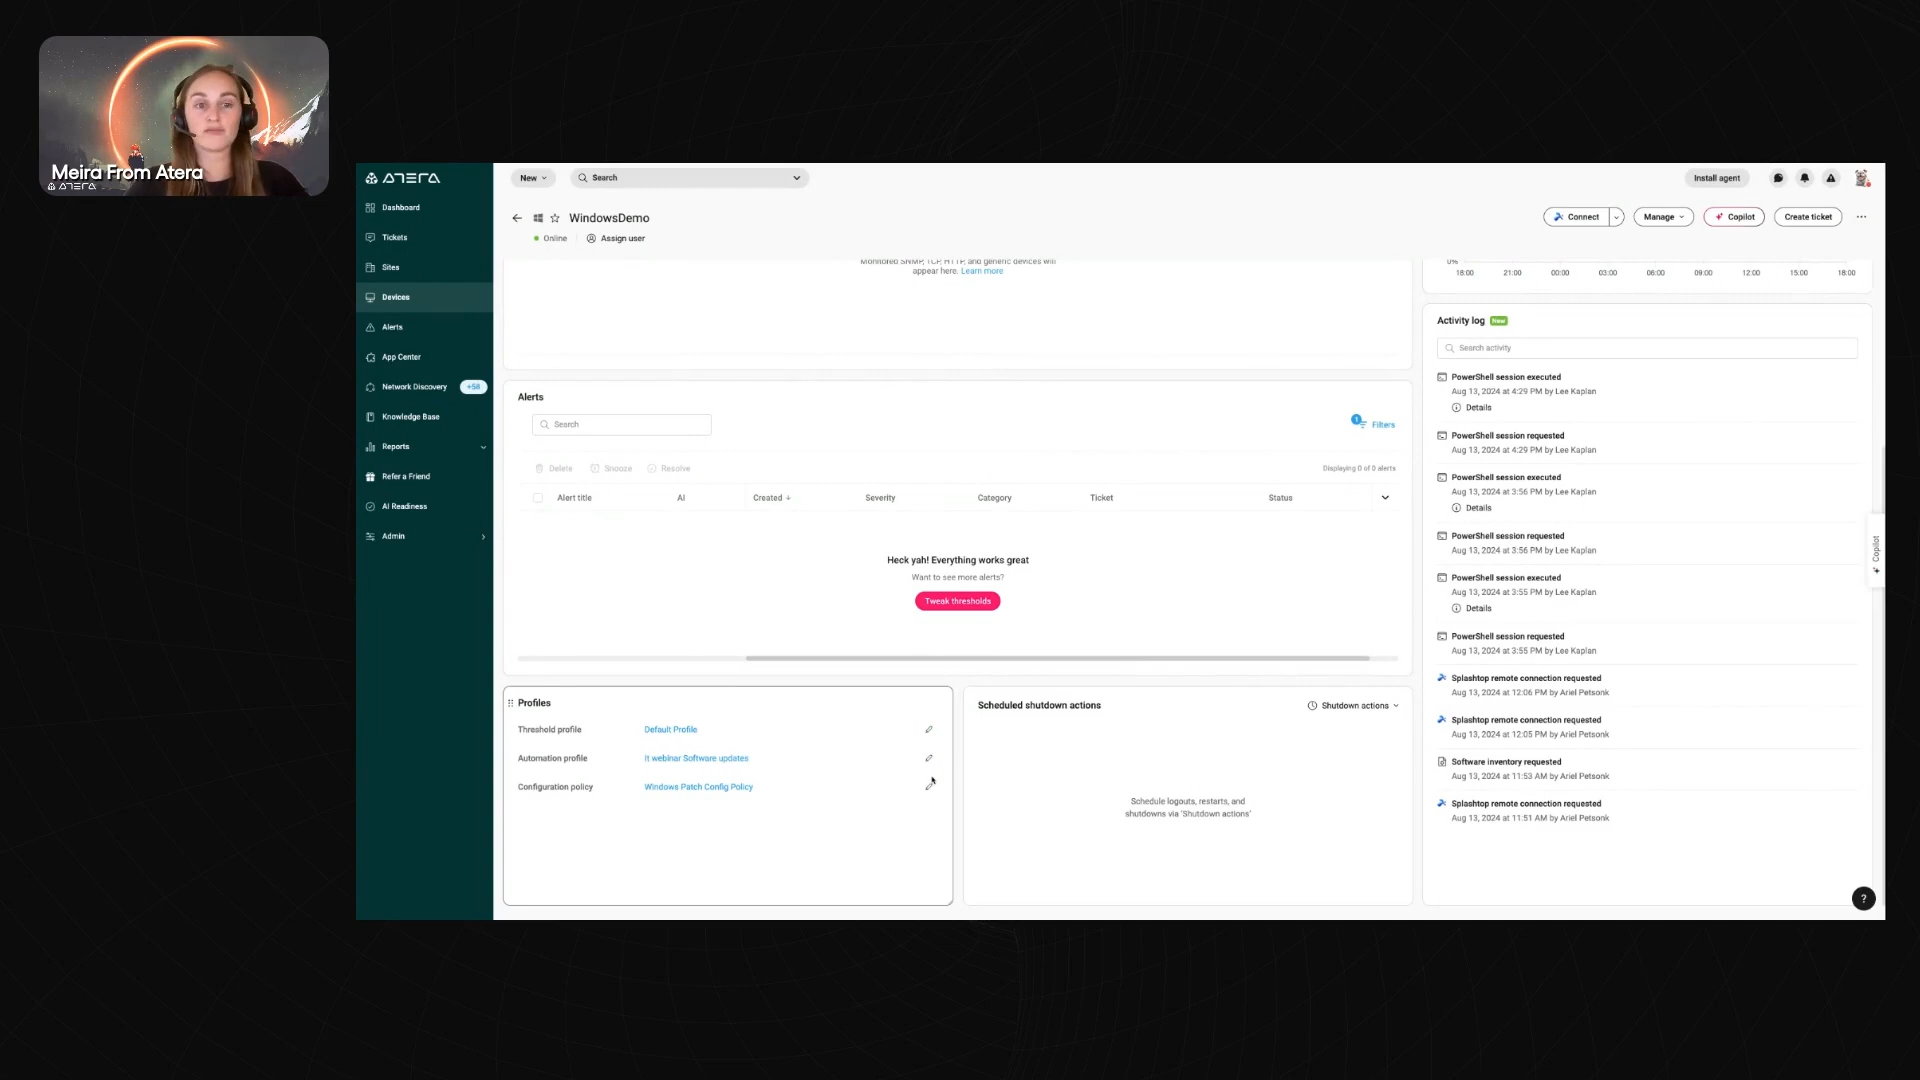 Meira From Atera
ATERA
ATERA
New
Search
Install agent
Dashboard
Tickets
Sites
Devices
Alerts
App Center
Network Discovery
+58
Knowledge Base
Reports
Refer a Friend
AI Readiness
Admin
WindowsDemo
Online
Assign user
Connect
Manage
Copilot
Create ticket
Monitored SNMP, TCP, HTTP, and generic devices will
appear here. Learn more
0%
18:00 21:00 00:00 03:00 06:00 09:00 12:00 15:00 18:00
Alerts
Search
1
Filters
Delete Snooze Resolve
Displaying 0 of 0 alerts
Alert title AI Created Severity Category Ticket Status
Heck yah! Everything works great
Want to see more alerts?
Tweak thresholds
Profiles
Threshold profile Default Profile
Automation profile It webinar Software updates
Configuration policy Windows Patch Config Policy
Scheduled shutdown actions
Shutdown actions
Schedule logouts, restarts, and
shutdowns via 'Shutdown actions'
Activity log New
Search activity
PowerShell session executed
Aug 13, 2024 at 4:29 PM by Lee Kaplan
Details
PowerShell session requested
Aug 13, 2024 at 4:29 PM by Lee Kaplan
PowerShell session executed
Aug 13, 2024 at 3:56 PM by Lee Kaplan
Details
PowerShell session requested
Aug 13, 2024 at 3:56 PM by Lee Kaplan
PowerShell session executed
Aug 13, 2024 at 3:55 PM by Lee Kaplan
Details
PowerShell session requested
Aug 13, 2024 at 3:55 PM by Lee Kaplan
Splashtop remote connection requested
Aug 13, 2024 at 12:06 PM by Ariel Petsonk
Splashtop remote connection requested
Aug 13, 2024 at 12:05 PM by Ariel Petsonk
Software inventory requested
Aug 13, 2024 at 11:53 AM by Ariel Petsonk
Splashtop remote connection requested
Aug 13, 2024 at 11:51 AM by Ariel Petsonk
Copilot
?